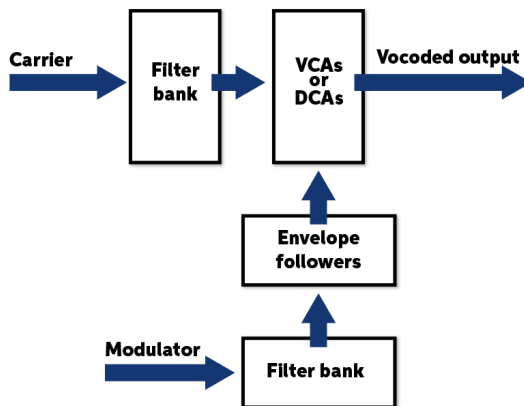 Carrier
Filter
bank
VCAs
or
DCAs
Vocoded output
Envelope
followers
Modulator
Filter bank